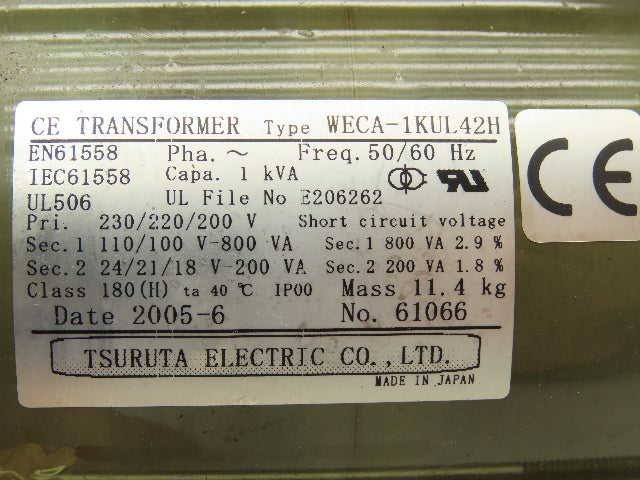 CE TRANSFORMER Type WECA-1KUL42H
EN61558 Pha. ~ Freq. 50/60 Hz
IEC61558 Capa. 1 kVA
UL506 UL File No E206262
Pri. 230/220/200 V Short circuit voltage
Sec. 1 110/100 V-800 VA Sec. 1 800 VA 2.9 %
Sec. 2 24/21/18 V-200 VA Sec. 2 200 VA 1.8 %
Class 180(H) ta 40 ℃ IP00 Mass 11.4 kg
Date 2005-6 No. 61066
TSURUTA ELECTRIC CO.,LTD.
MADE IN JAPAN
CE